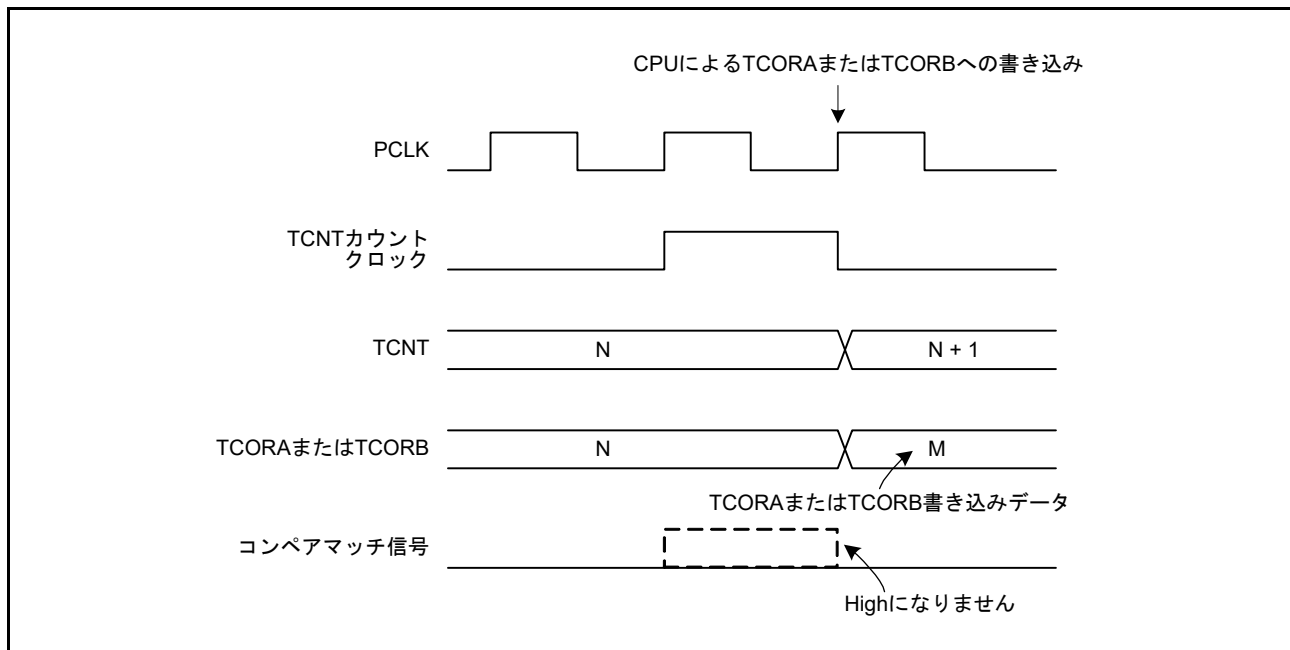 CPUによるTCORAまたはTCORBへの書き込み
PCLK
TCNTカウント
クロック
TCNT
N
N + 1
TCORAまたはTCORB
N
M
TCORAまたはTCORB書き込みデータ
コンペアマッチ信号
Highになりません